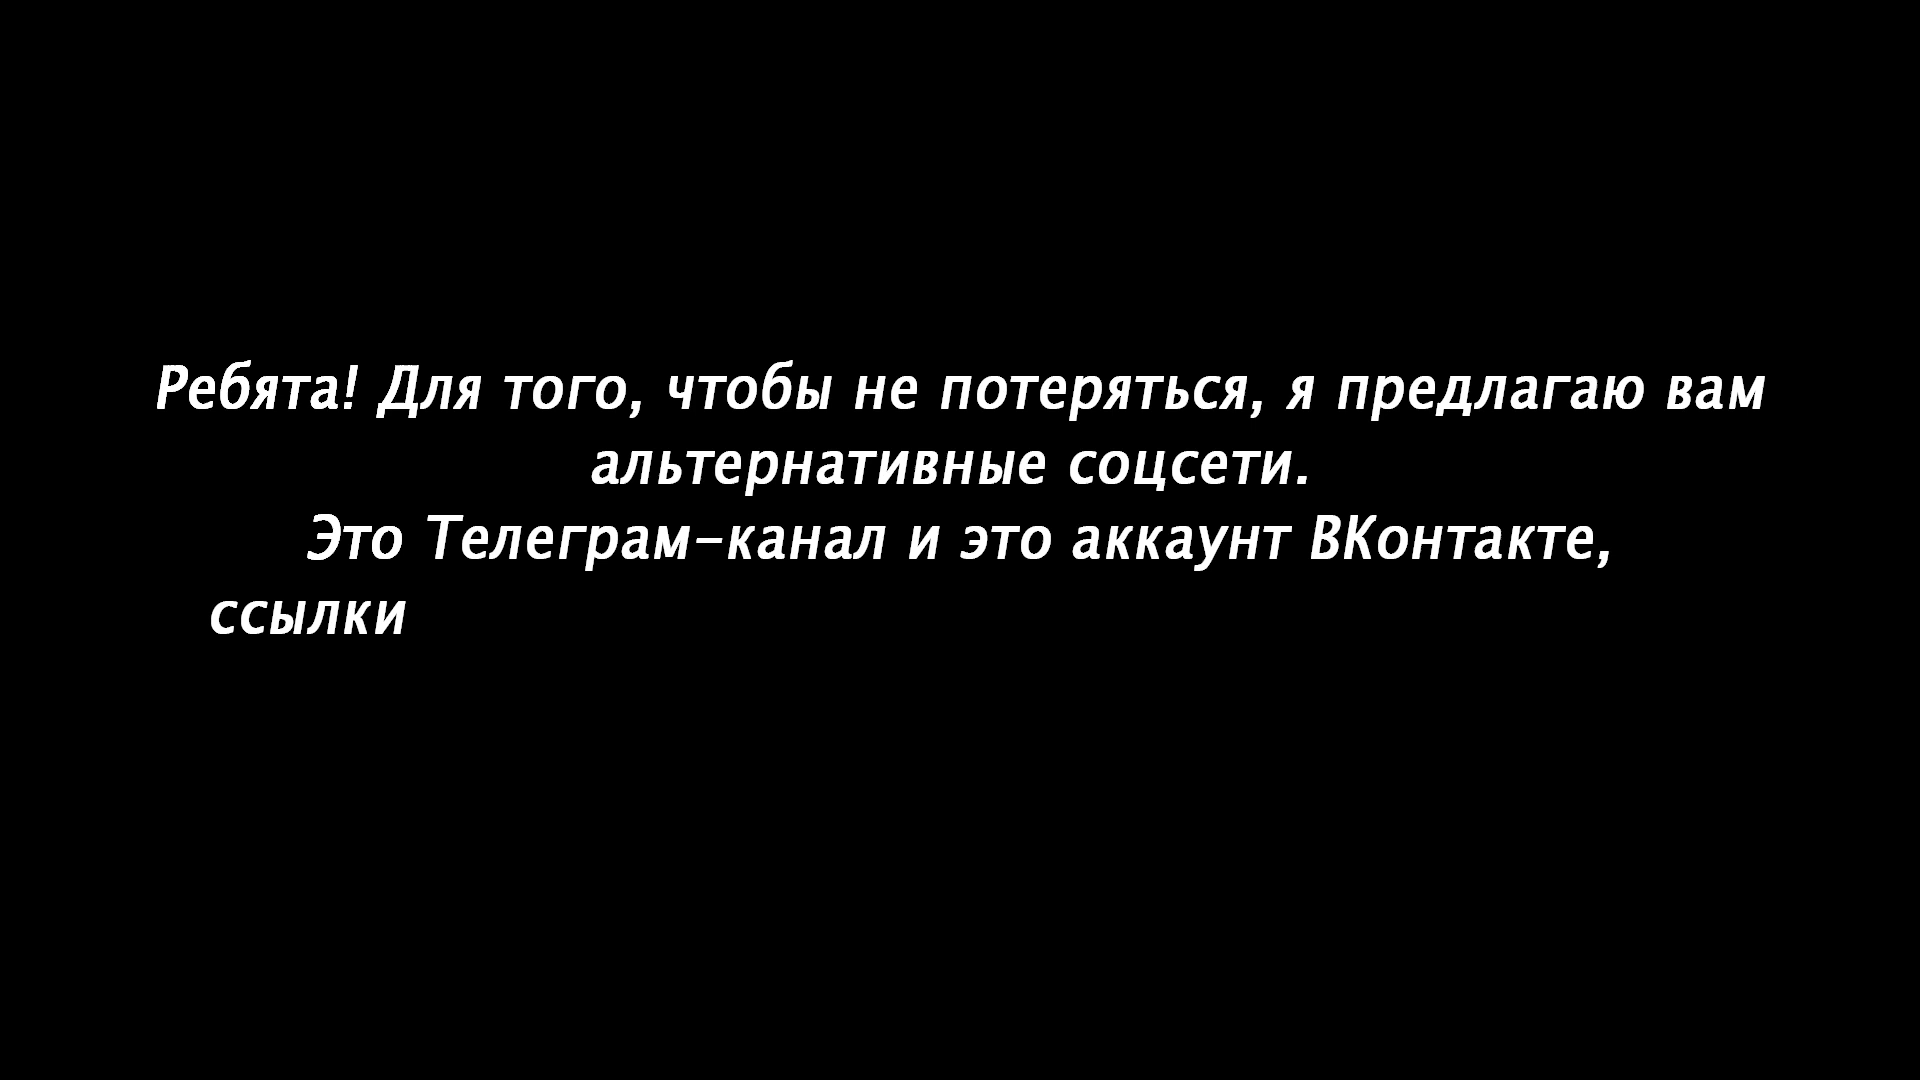 Ребята! Для того, чтобы не потеряться, я предлагаю вам
альтернативные соцсети.
Это Телеграм-канал и это аккаунт ВКонтакте,
ссылки